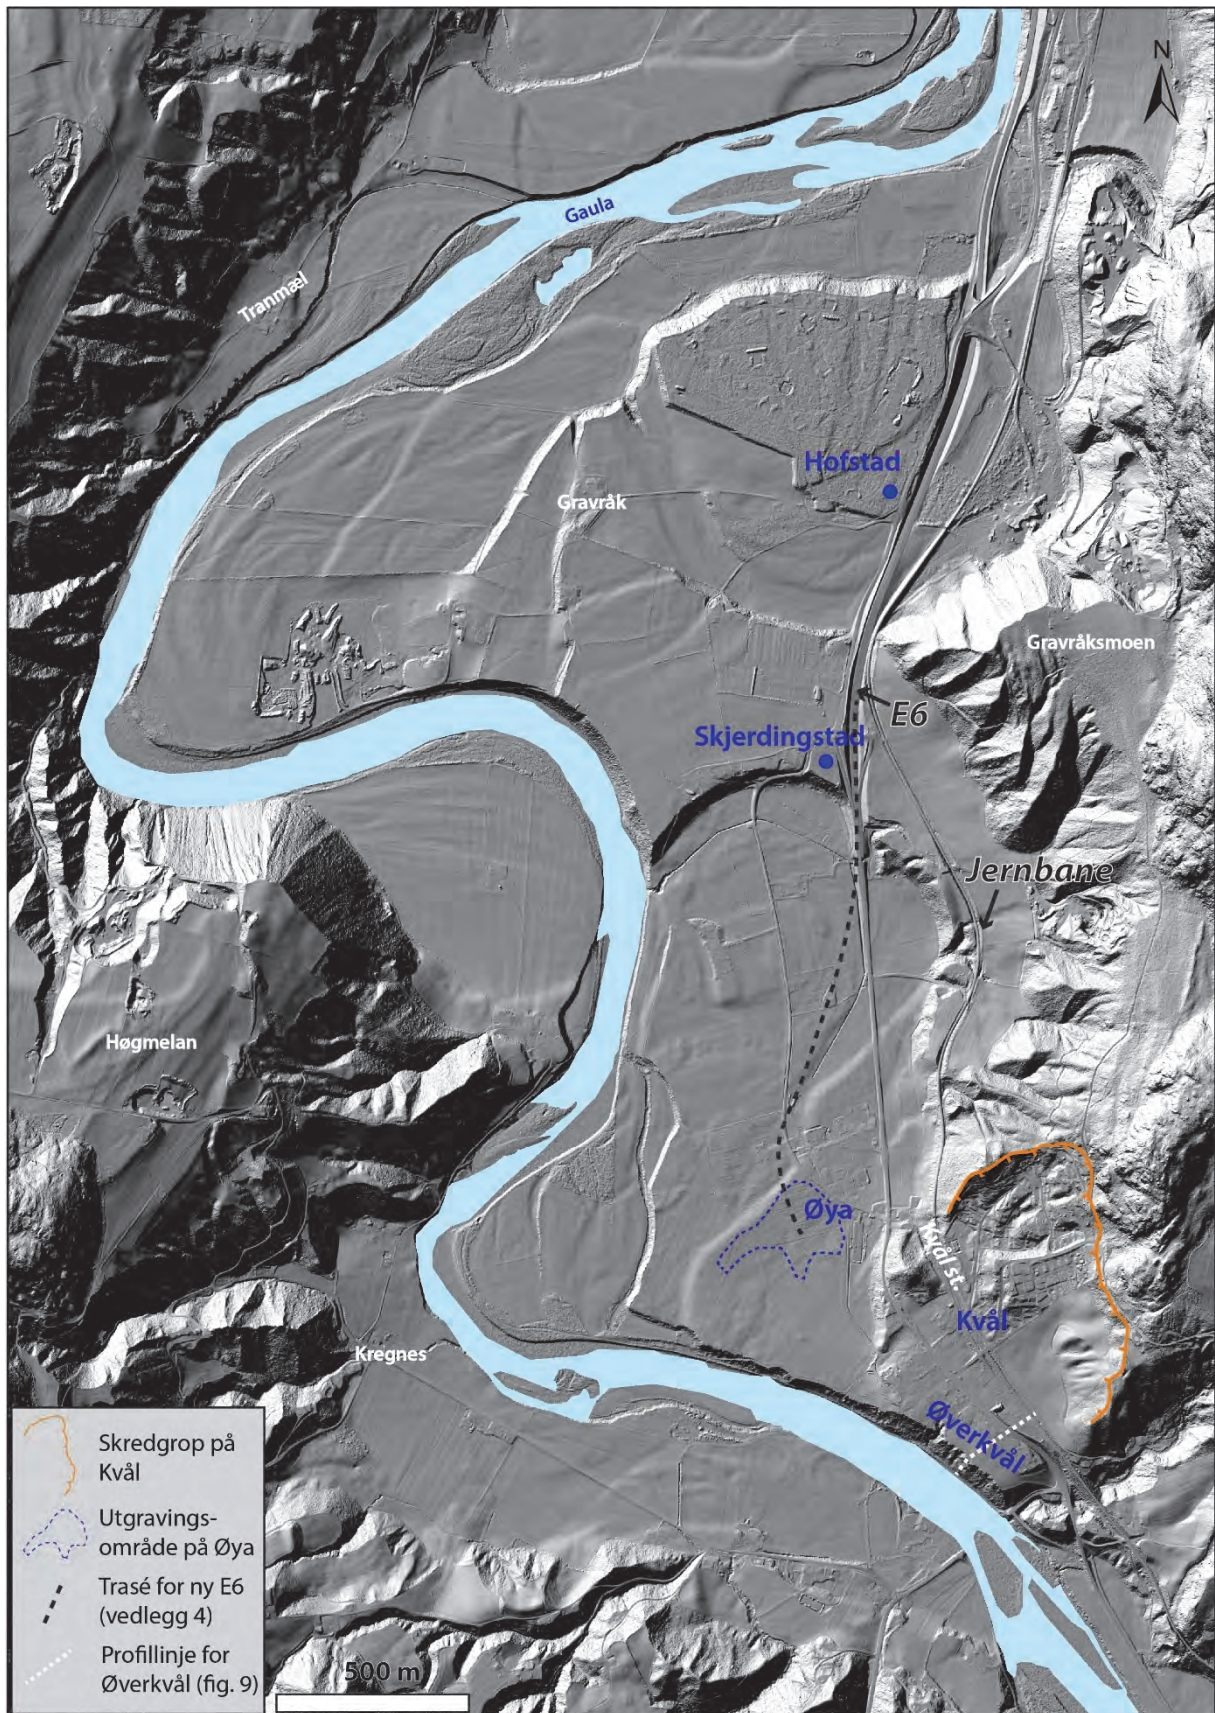 N
Gaula
Tranmæl
Hofstad
Gravråk
Gravråksmoen
E6
Skjerdingstad
Jernbane
Høgmelan
Øya
Kvål st.
Kvål
Kregnes
Øverkvål
Skredgrop på
Kvål
Utgravings-
område på Øya
Trasé for ny E6
(vedlegg 4)
Profillinje for
Øverkvål (fig. 9)
500 m